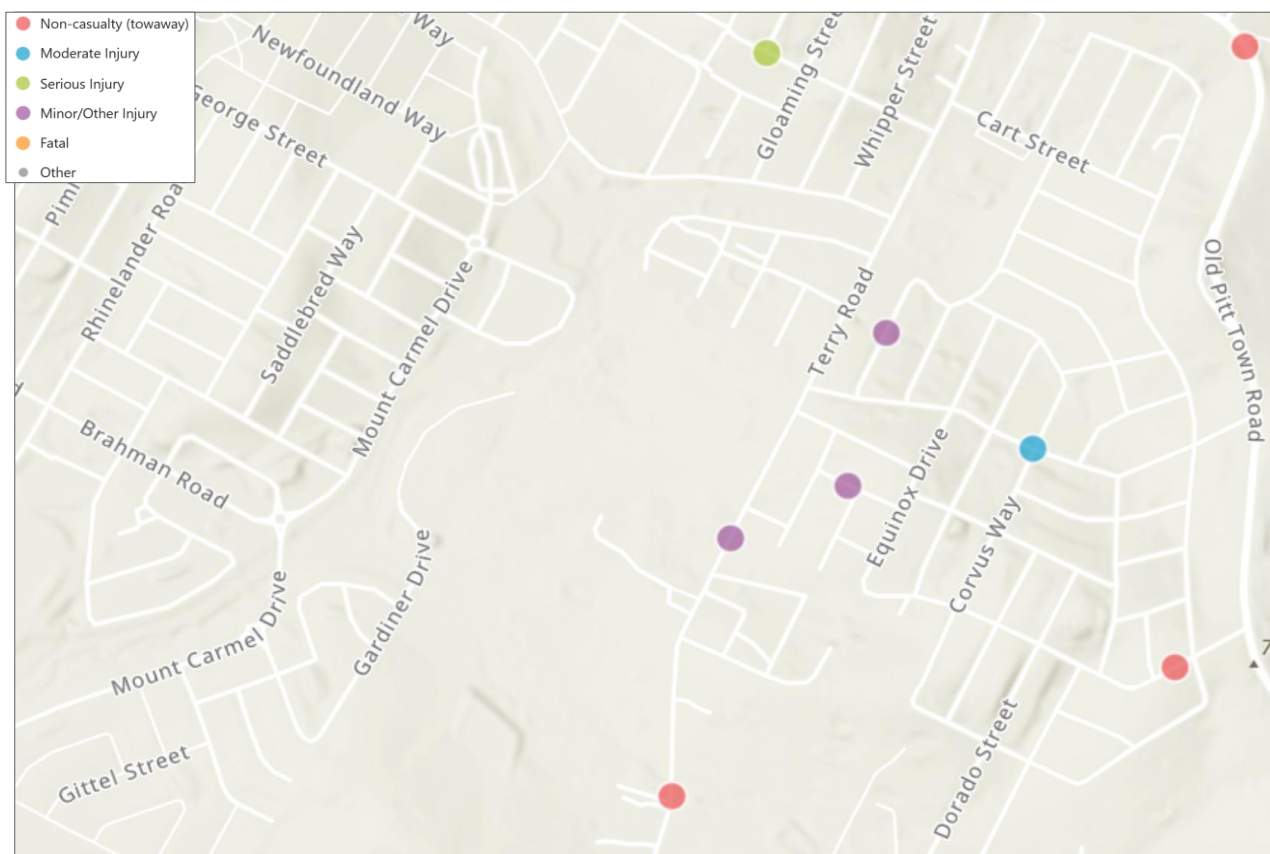 Non-casualty (towaway)
Moderate Injury
Serious Injury
Minor/Other Injury
Fatal
Other
Way
Newfoundland Way
George Street
Gloaming Street
Whipper Street
Cart Street
Rhinelander Road
Saddlebred Way
Mount Carmel Drive
Terry Road
Old Pitt Town Road
Brahman Road
Equinox Drive
Corvus Way
Gardiner Drive
Mount Carmel Drive
Gittel Street
Dorado Street
7